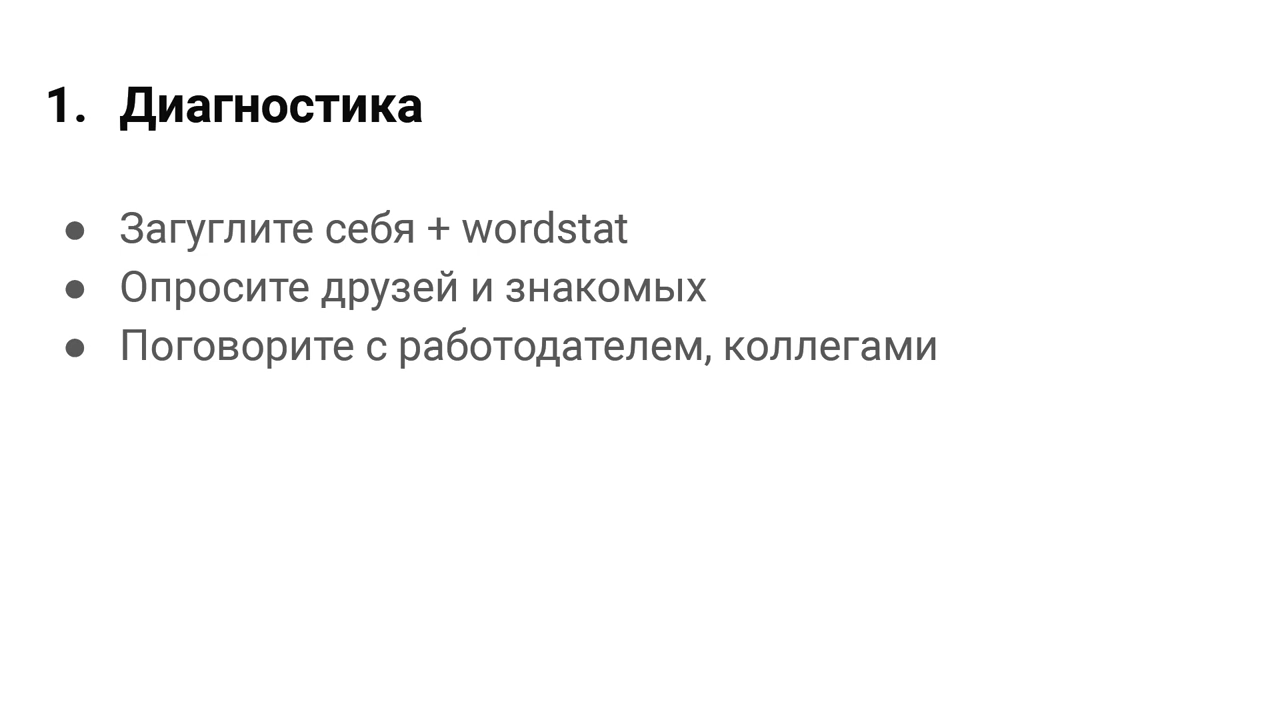 1. Диагностика
● Загуглите себя + wordstat
● Опросите друзей и знакомых
● Поговорите с работодателем, коллегами